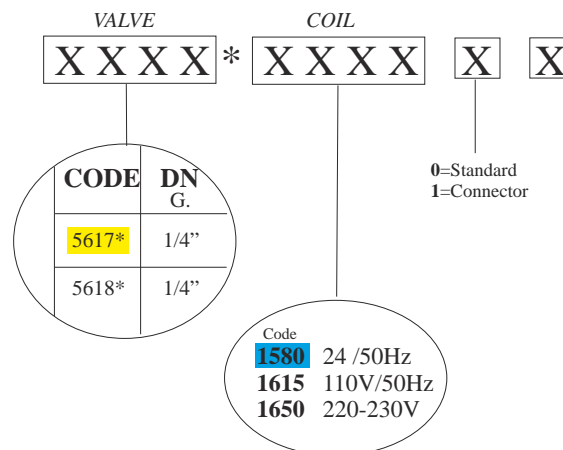 VALVE COIL
X X X X * X X X X X X
0=Standard
1=Connector
CODE DN
G.
5617* 1/4”
5618* 1/4”
Code
1580 24 /50Hz
1615 110V/50Hz
1650 220-230V